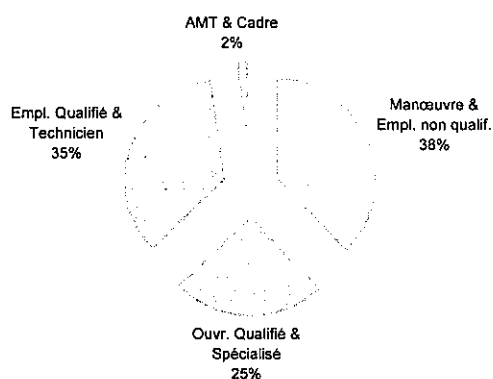 AMT & Cadre
2%
Empl. Qualifié &
Technicien
35%
Manœuvre &
Empl. non qualif.
38%
Ouvr. Qualifié &
Spécialisé
25%